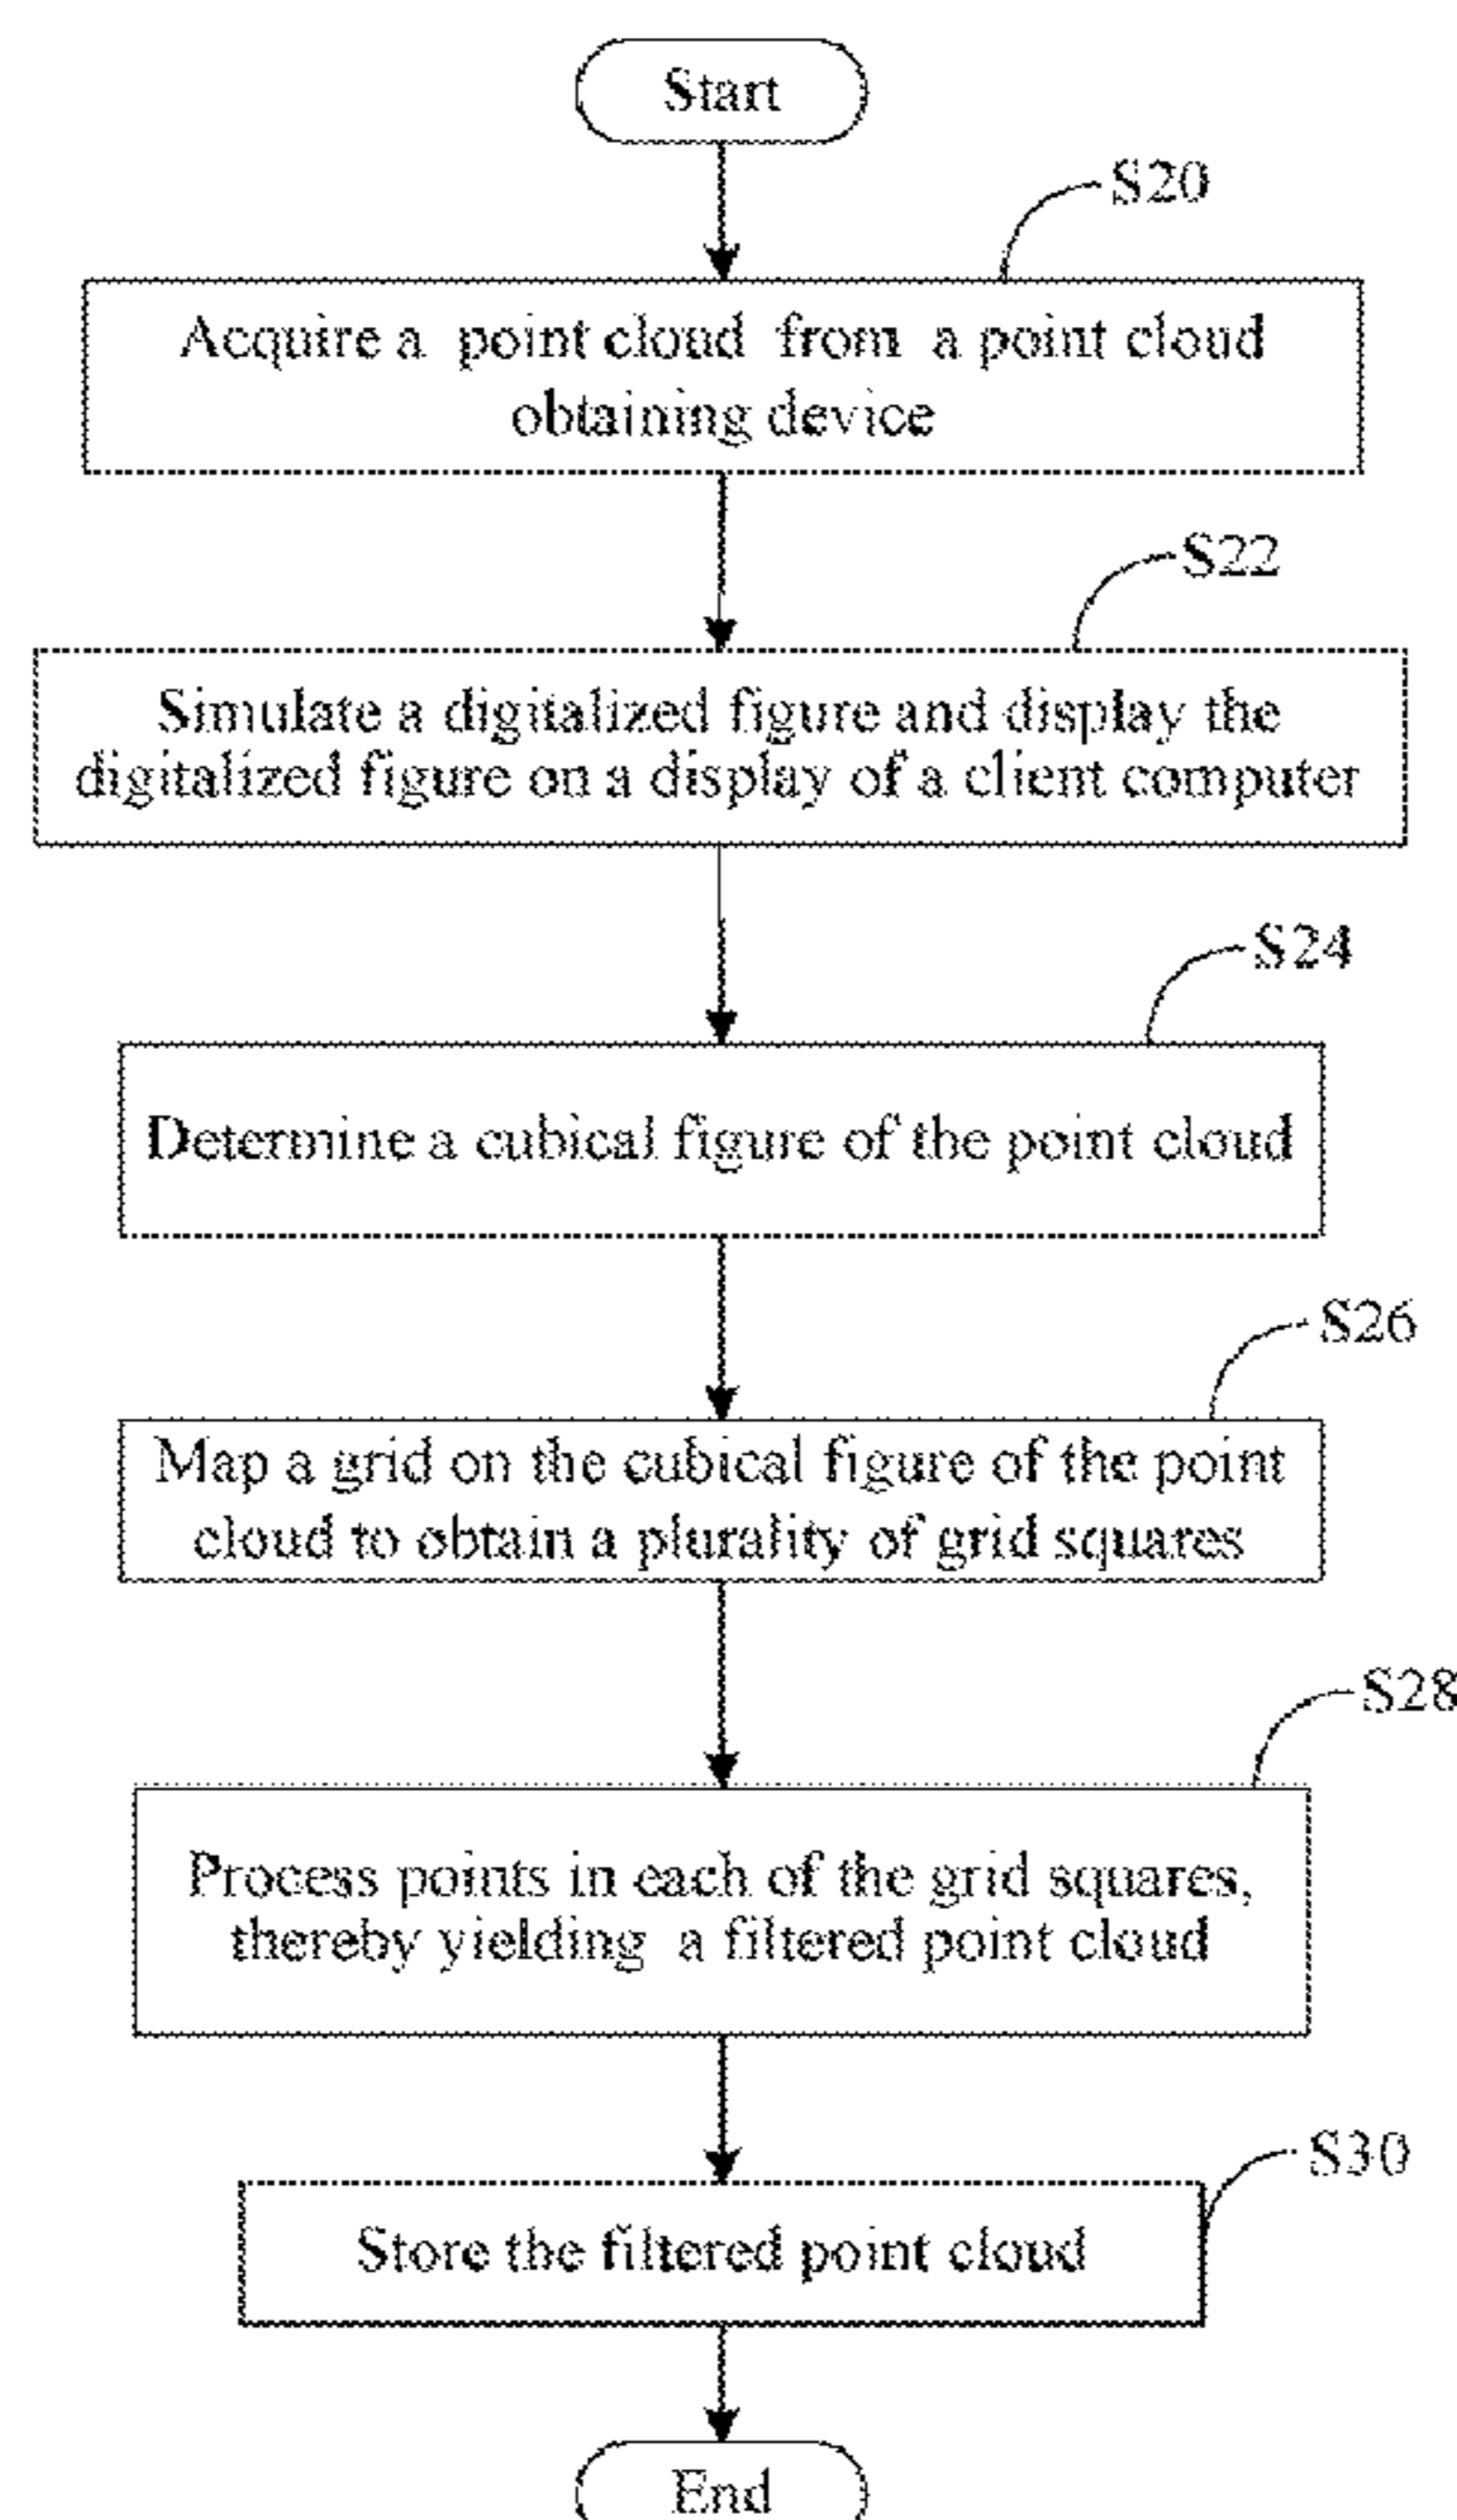 Start
S20
Acquire a point cloud from a point cloud
obtaining device
S22
Simulate a digitalized figure and display the
digitalized figure on a display of a client computer
S24
Determine a cubical figure of the point cloud
S26
Map a grid on the cubical figure of the point
cloud to obtain a plurality of grid squares
S28
Process points in each of the grid squares,
thereby yielding a filtered point cloud
S30
Store the filtered point cloud
End